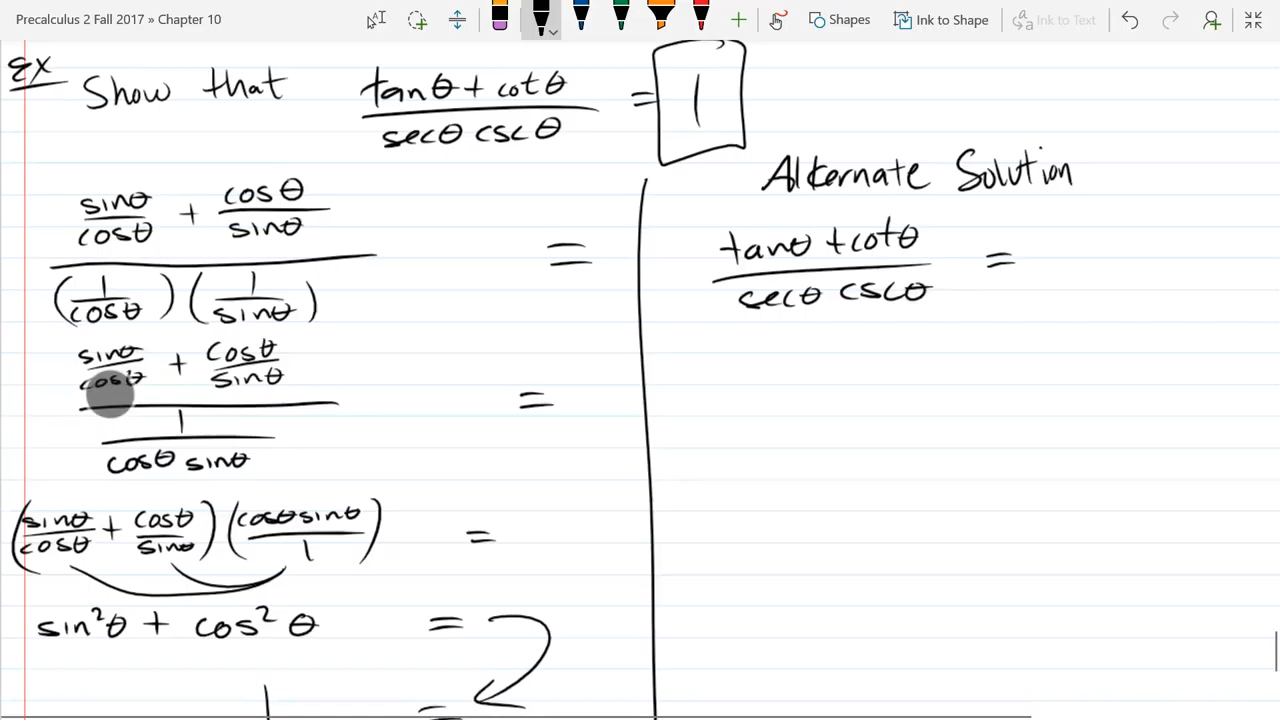 Precalculus 2 Fall 2017 » Chapter 10
Shapes
Ink to Shape
Ink to Text
Ex Show that (tanθ + cotθ)/(secθ cscθ) = 1
sinθ/cosθ + cosθ/sinθ
(1/cosθ)(1/sinθ) =
sinθ/cosθ + cosθ/sinθ
1/(cosθ sinθ) =
(sinθ/cosθ + cosθ/sinθ)(cosθ sinθ/1) =
sin²θ + cos²θ =
1 =
Alternate Solution
(tanθ + cotθ)/(secθ cscθ) =